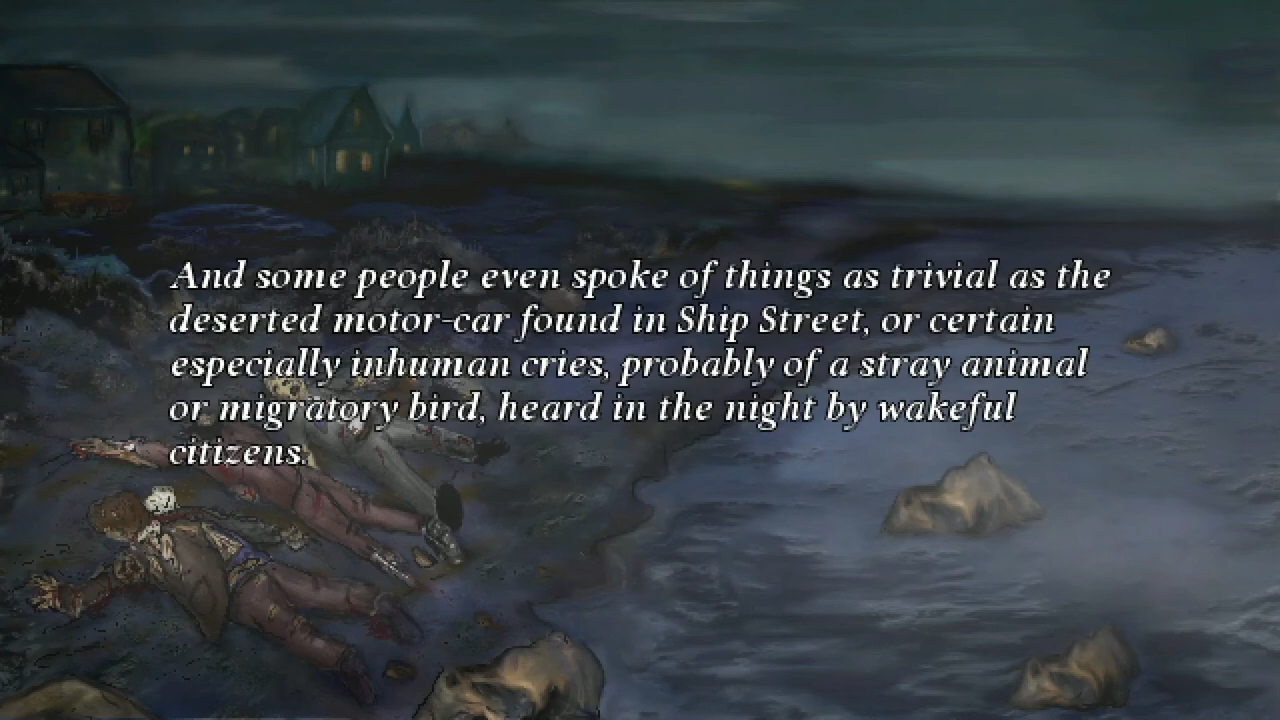 And some people even spoke of things as trivial as the
deserted motor-car found in Ship Street, or certain
especially inhuman cries, probably of a stray animal
or migratory bird, heard in the night by wakeful
citizens.